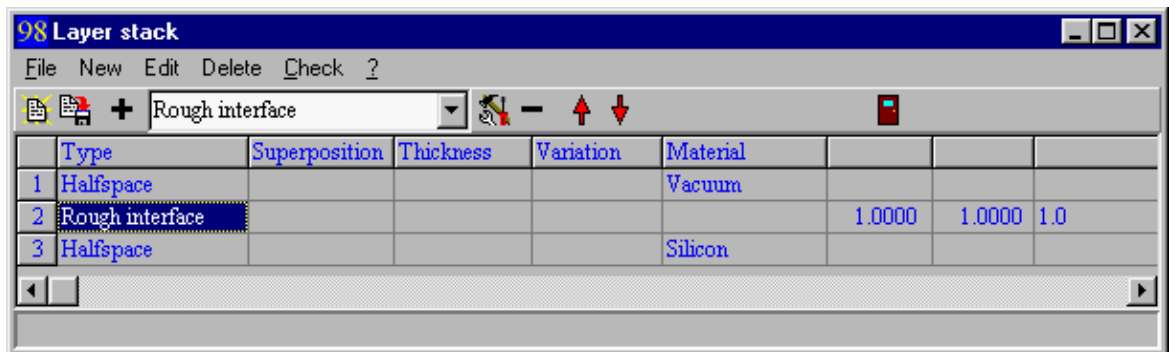 98 Layer stack
File New Edit Delete Check ?
Rough interface
Type Superposition Thickness Variation Material
1 Halfspace Vacuum
2 Rough interface 1.0000 1.0000 1.0
3 Halfspace Silicon